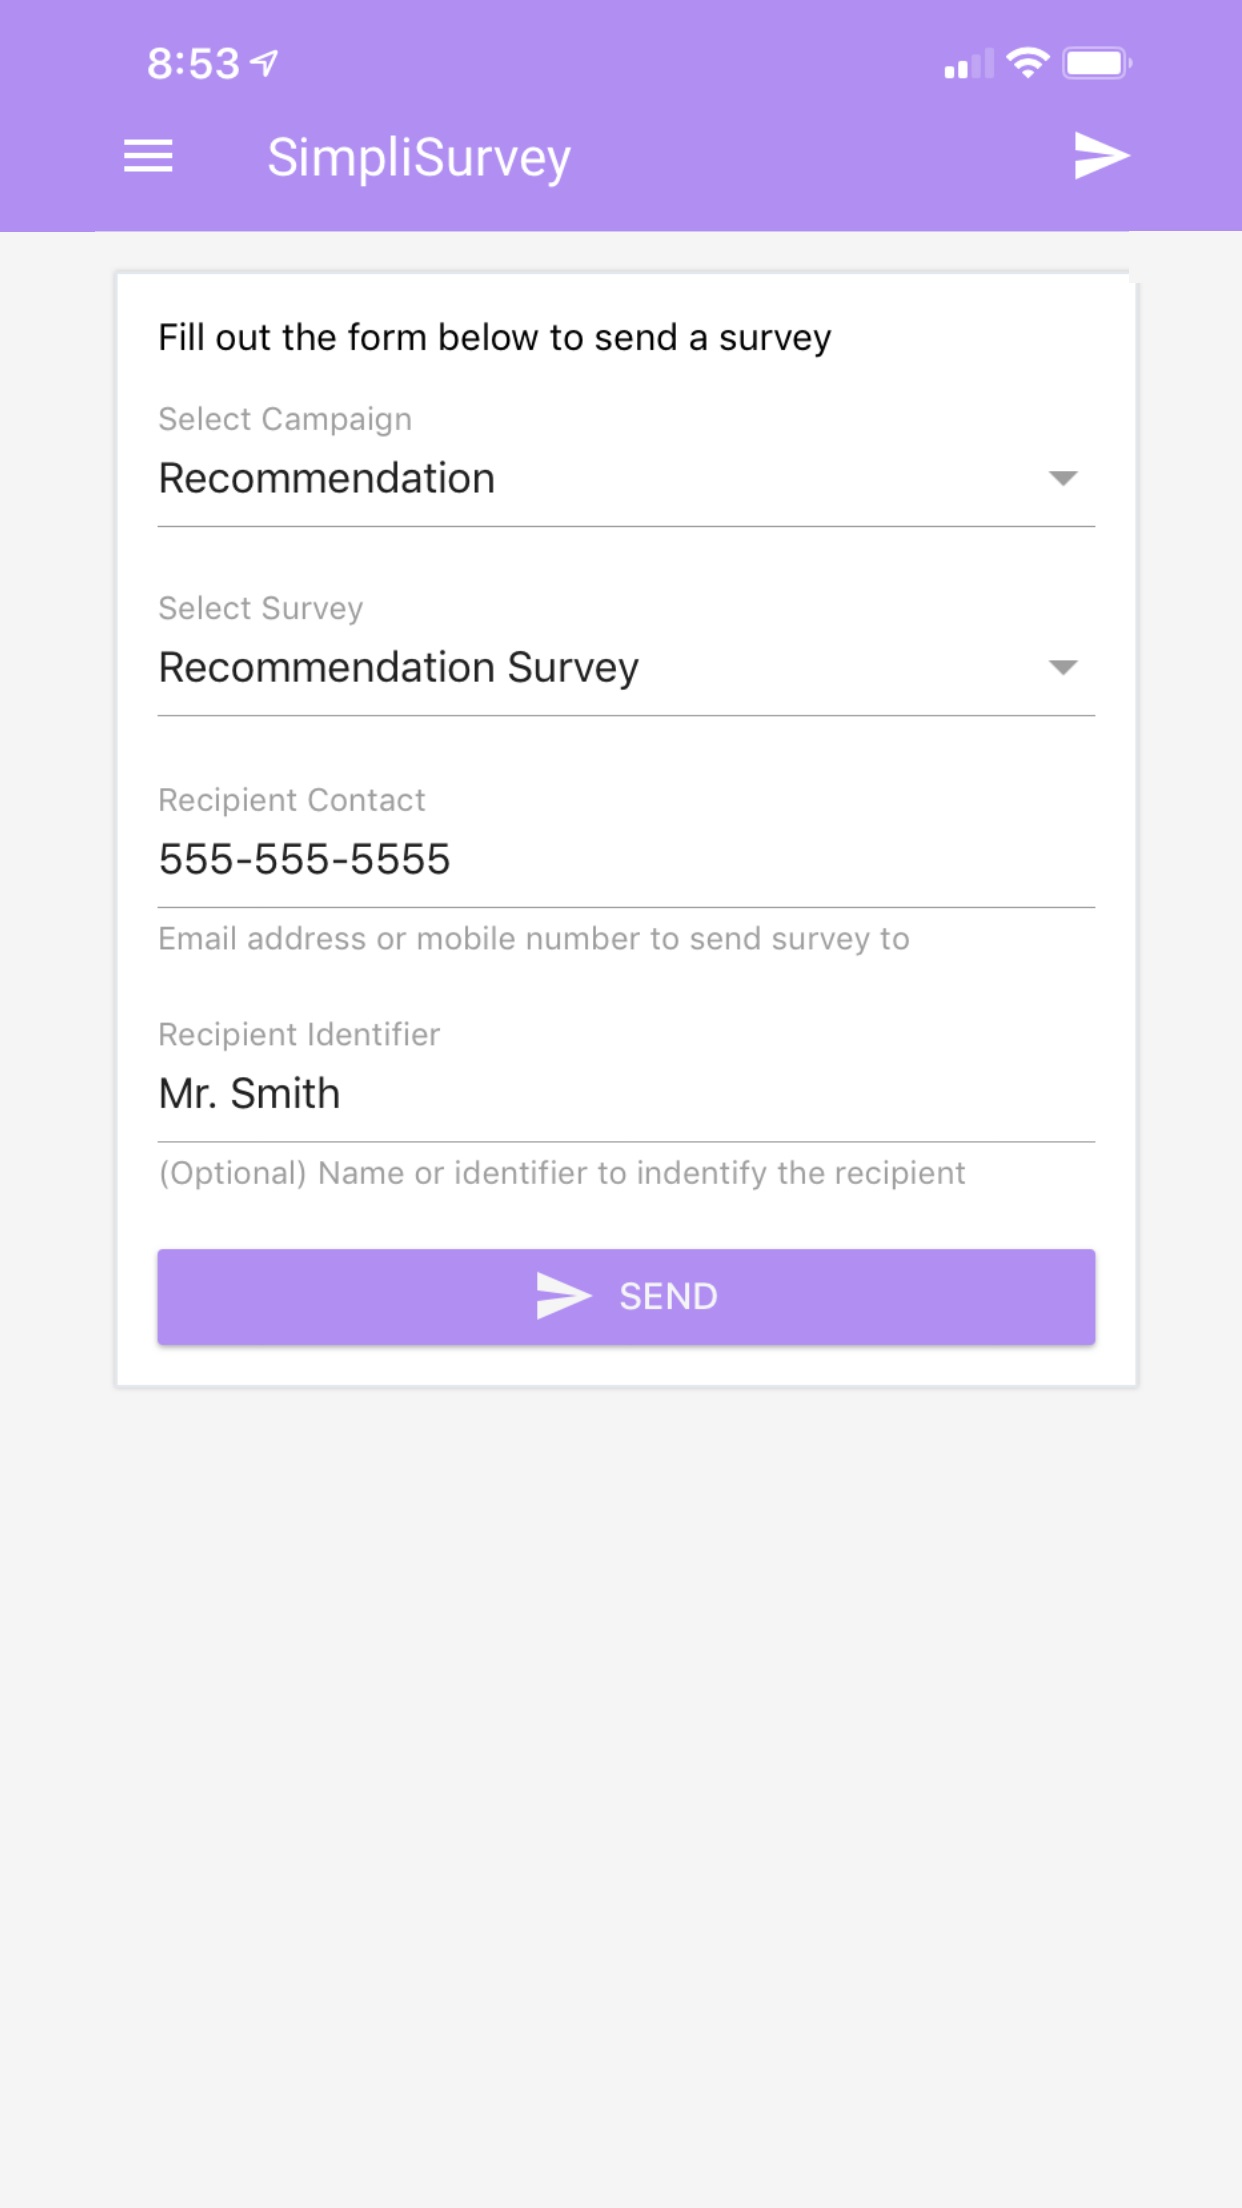 8:53
SimpliSurvey
Fill out the form below to send a survey
Select Campaign
Recommendation
Select Survey
Recommendation Survey
Recipient Contact
555-555-5555
Email address or mobile number to send survey to
Recipient Identifier
Mr. Smith
(Optional) Name or identifier to indentify the recipient
SEND